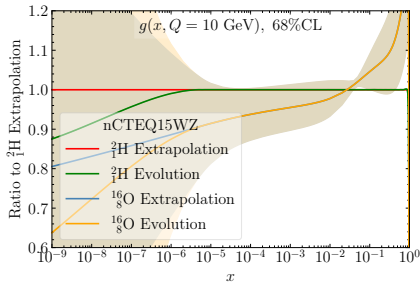 g(x, Q = 10 GeV), 68%CL
Ratio to ²₁H Extrapolation
1.2
1.1
1.0
0.9
0.8
0.7
0.6
nCTEQ15WZ
²₁H Extrapolation
²₁H Evolution
¹⁶₈O Extrapolation
¹⁶₈O Evolution
10⁻⁹ 10⁻⁸ 10⁻⁷ 10⁻⁶ 10⁻⁵ 10⁻⁴ 10⁻³ 10⁻² 10⁻¹ 10⁰
x